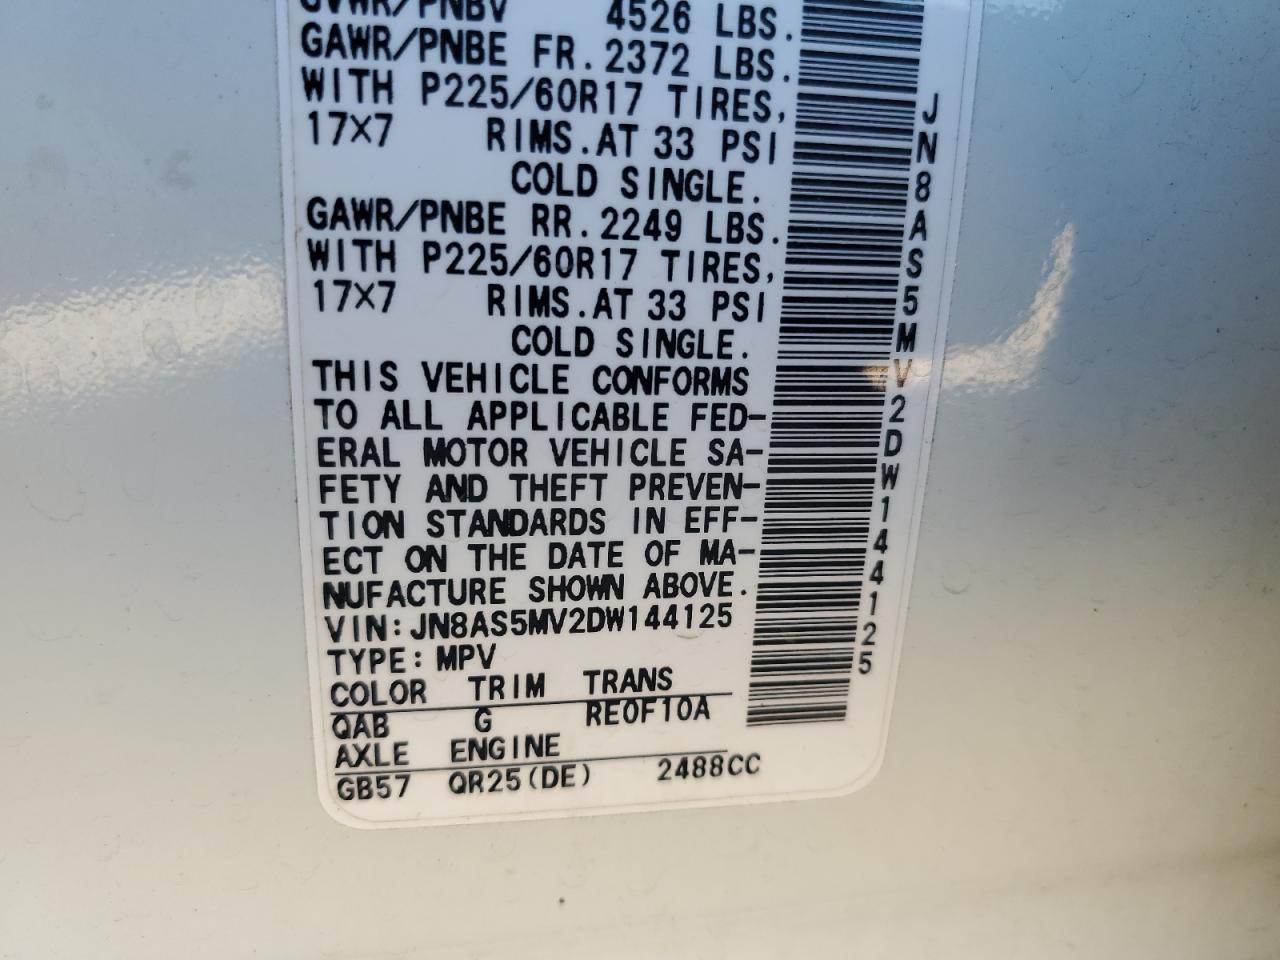 GVWR/PNBV 4526 LBS.
GAWR/PNBE FR. 2372 LBS.
WITH P225/60R17 TIRES,
17X7 RIMS. AT 33 PSI
COLD SINGLE.
GAWR/PNBE RR. 2249 LBS.
WITH P225/60R17 TIRES,
17X7 RIMS. AT 33 PSI
COLD SINGLE.
THIS VEHICLE CONFORMS
TO ALL APPLICABLE FED-
ERAL MOTOR VEHICLE SA-
FETY AND THEFT PREVEN-
TION STANDARDS IN EFF-
ECT ON THE DATE OF MA-
NUFACTURE SHOWN ABOVE.
VIN: JN8AS5MV2DW144125
TYPE: MPV
COLOR TRIM TRANS
QAB G RE0F10A
AXLE ENGINE
GB57 QR25(DE) 2488CC
JN8AS5MV2DW144125